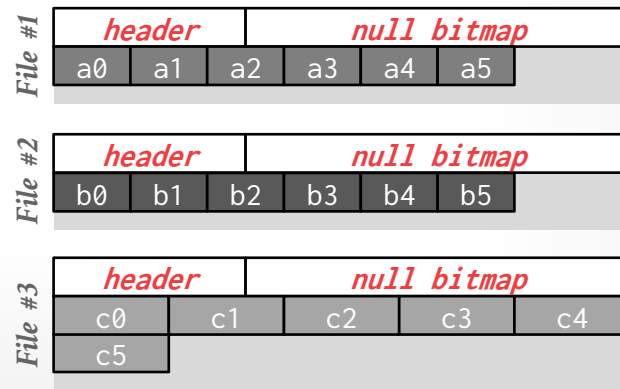 File #1
header null bitmap
a0 a1 a2 a3 a4 a5
File #2
header null bitmap
b0 b1 b2 b3 b4 b5
File #3
header null bitmap
c0 c1 c2 c3 c4
c5